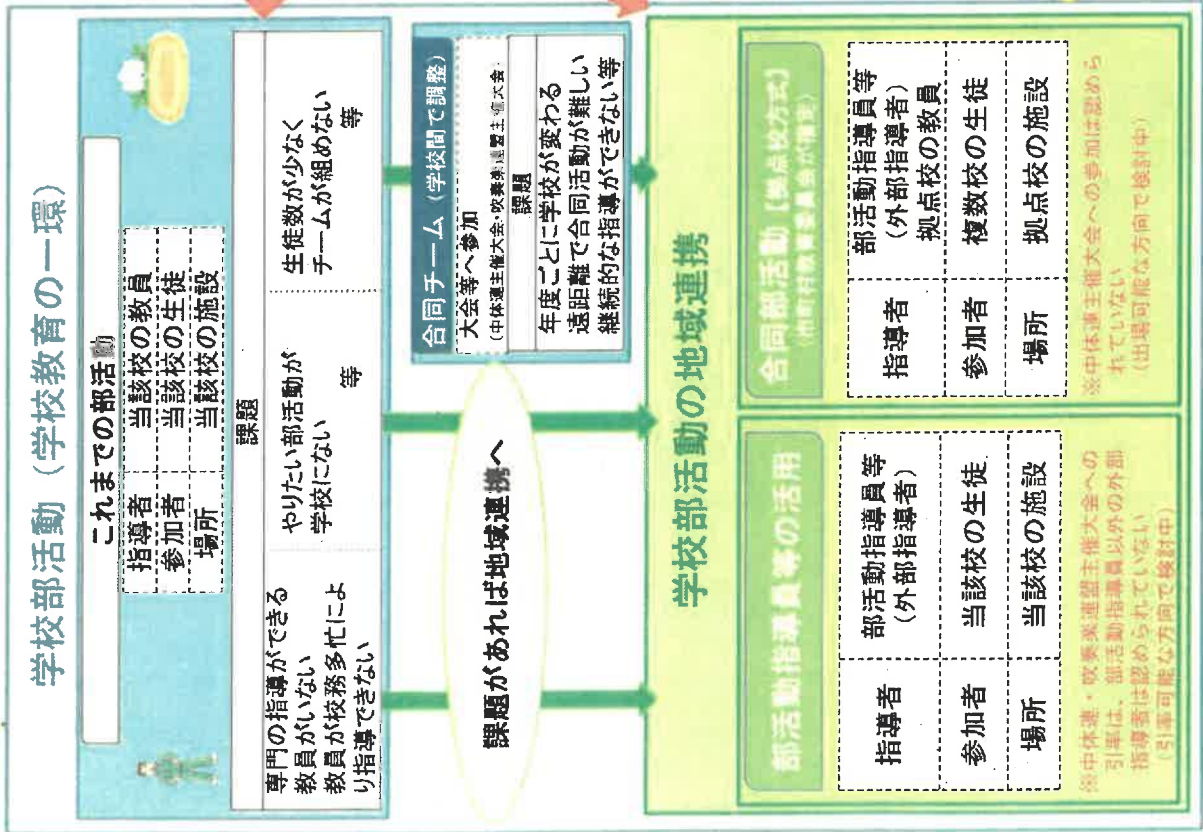 学校部活動（学校教育の一環）
これまでの部活動
指導者 当該校の教員
参加者 当該校の生徒
場所 当該校の施設
課題
専門の指導ができる
教員がいない
教員が校務多忙によ
り指導できない
やりたい部活動が
学校にない
等
生徒数が少なく
チームが組めない
等
課題があれば地域連携へ
合同チーム（学校間で調整）
大会等へ参加
（中体連主催大会・吹奏楽連盟主催大会）
課題
年度ごとに学校が変わる
遠距離で合同活動が難しい
継続的な指導ができない等
学校部活動の地域連携
部活動指導員等の活用
指導者 部活動指導員等
（外部指導者）
参加者 当該校の生徒
場所 当該校の施設
※中体連・吹奏楽連盟主催大会への
引率は、部活動指導員以外の外部
指導者は認められていない
（引率可能な方向で検討中）
合同部活動【拠点校方式】
（市町村教育委員会が指定）
指導者 部活動指導員等
（外部指導者）
拠点校の教員
参加者 複数校の生徒
場所 拠点校の施設
※中体連主催大会への参加は認めら
れていない
（出場可能な方向で検討中）